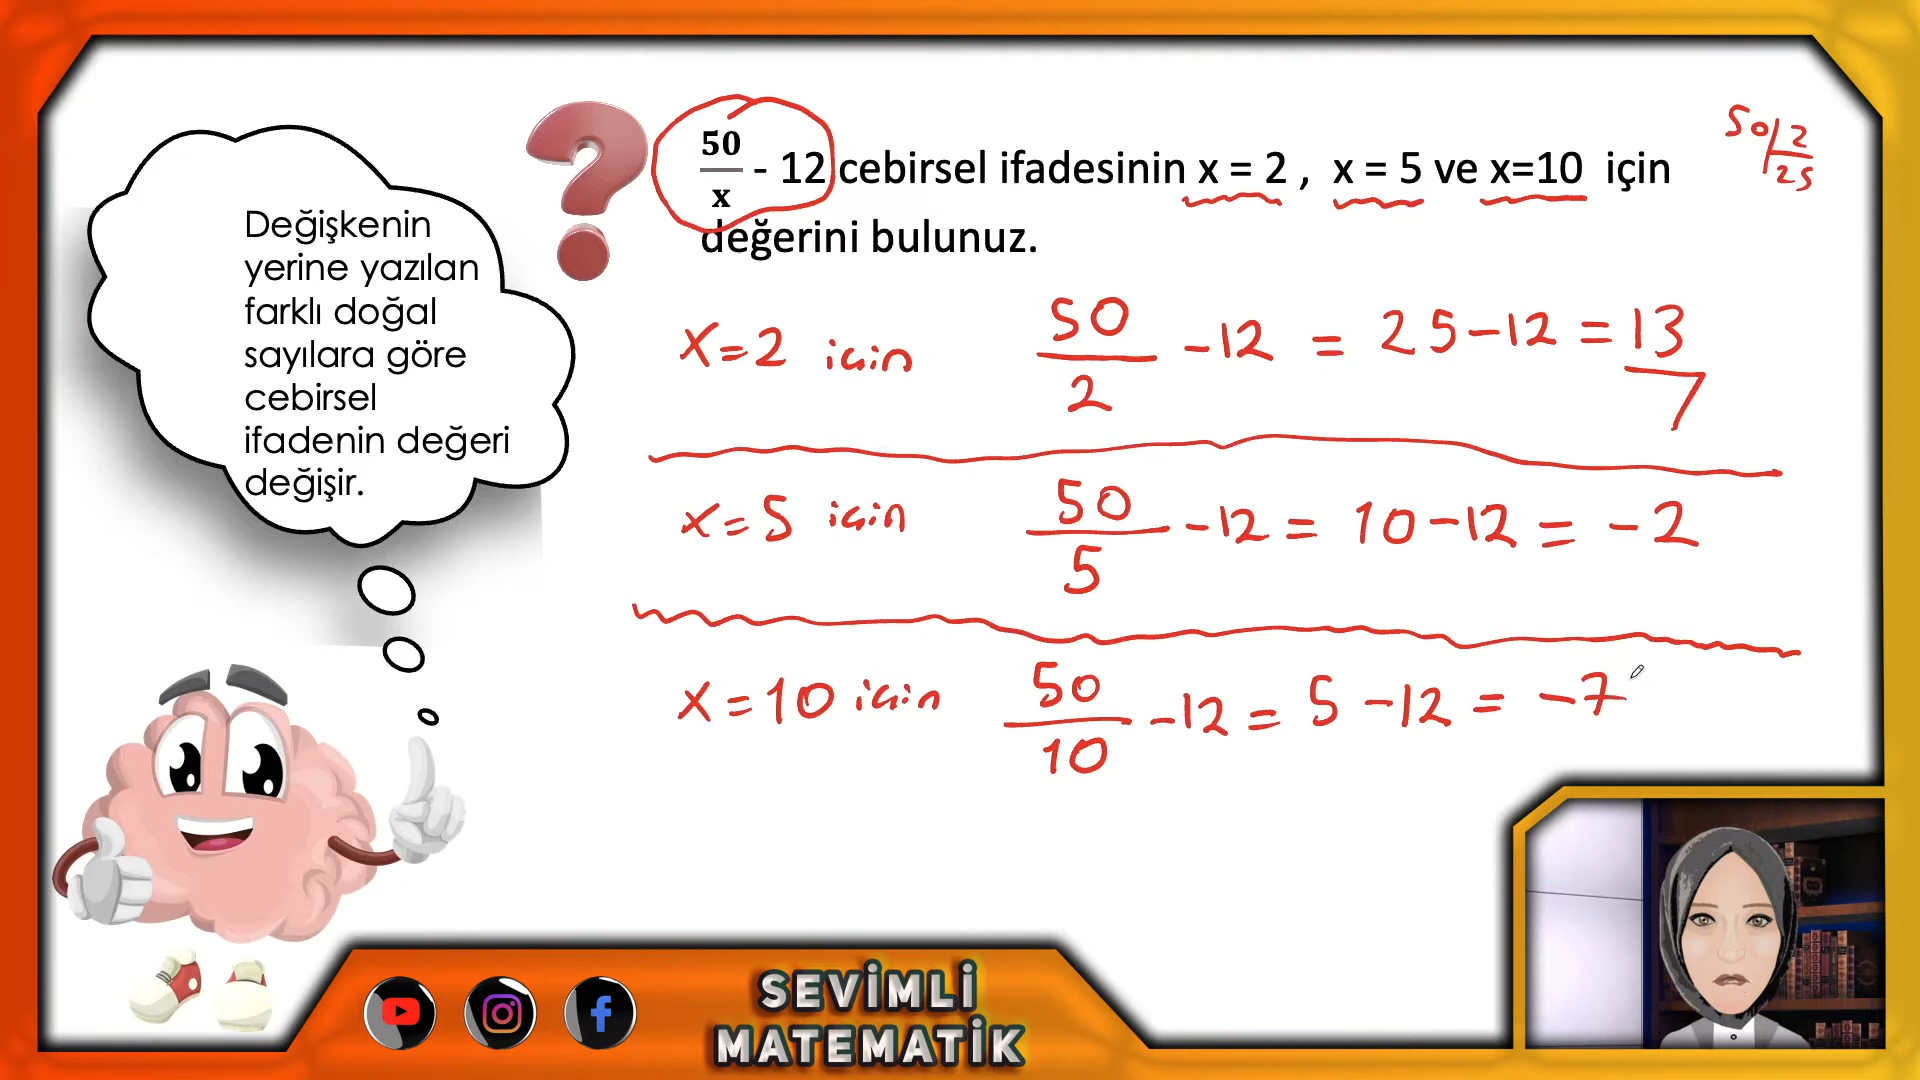 Değişkenin
yerine yazılan
farklı doğal
sayılara göre
cebirsel
ifadenin değeri
değişir.
50/x - 12 cebirsel ifadesinin x = 2 , x = 5 ve x=10 için
değerini bulunuz.
50 2
25
x=2 için 50/2 -12 = 25-12 = 13
x=5 için 50/5 -12 = 10-12 = -2
x=10 için 50/10 -12 = 5-12 = -7
SEVİMLİ
MATEMATİK